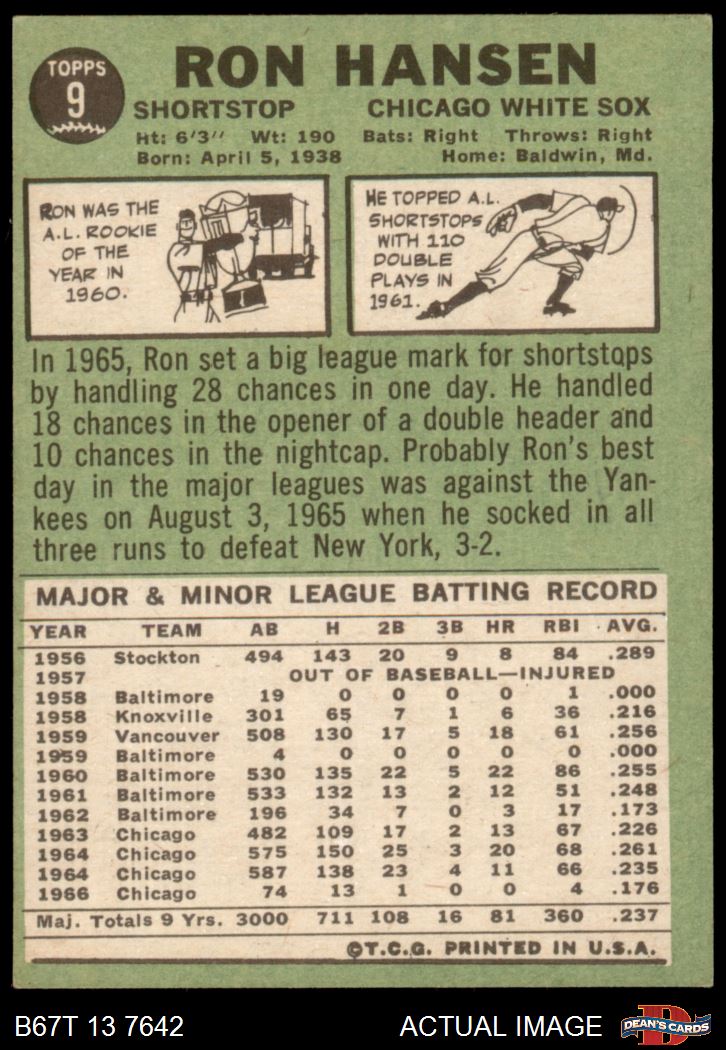 TOPPS
9
RON HANSEN
SHORTSTOP CHICAGO WHITE SOX
Ht: 6'3" Wt: 190 Bats: Right Throws: Right
Born: April 5, 1938 Home: Baldwin, Md.
RON WAS THE
A.L. ROOKIE
OF THE
YEAR IN
1960.
HE TOPPED A.L.
SHORTSTOPS
WITH 110
DOUBLE
PLAYS IN
1961.
In 1965, Ron set a big league mark for shortstops
by handling 28 chances in one day. He handled
18 chances in the opener of a double header and
10 chances in the nightcap. Probably Ron's best
day in the major leagues was against the Yan-
kees on August 3, 1965 when he socked in all
three runs to defeat New York, 3-2.
MAJOR & MINOR LEAGUE BATTING RECORD
YEAR TEAM AB H 2B 3B HR RBI AVG.
1956 Stockton 494 143 20 9 8 84 .289
1957 OUT OF BASEBALL—INJURED
1958 Baltimore 19 0 0 0 0 1 .000
1958 Knoxville 301 65 7 1 6 36 .216
1959 Vancouver 508 130 17 5 18 61 .256
1959 Baltimore 4 0 0 0 0 0 .000
1960 Baltimore 530 135 22 5 22 86 .255
1961 Baltimore 533 132 13 2 12 51 .248
1962 Baltimore 196 34 7 0 3 17 .173
1963 Chicago 482 109 17 2 13 67 .226
1964 Chicago 575 150 25 3 20 68 .261
1964 Chicago 587 138 23 4 11 66 .235
1966 Chicago 74 13 1 0 0 4 .176
Maj. Totals 9 Yrs. 3000 711 108 16 81 360 .237
©T.C.G. PRINTED IN U.S.A.
B67T 13 7642 ACTUAL IMAGE
D
DEAN'S CARDS